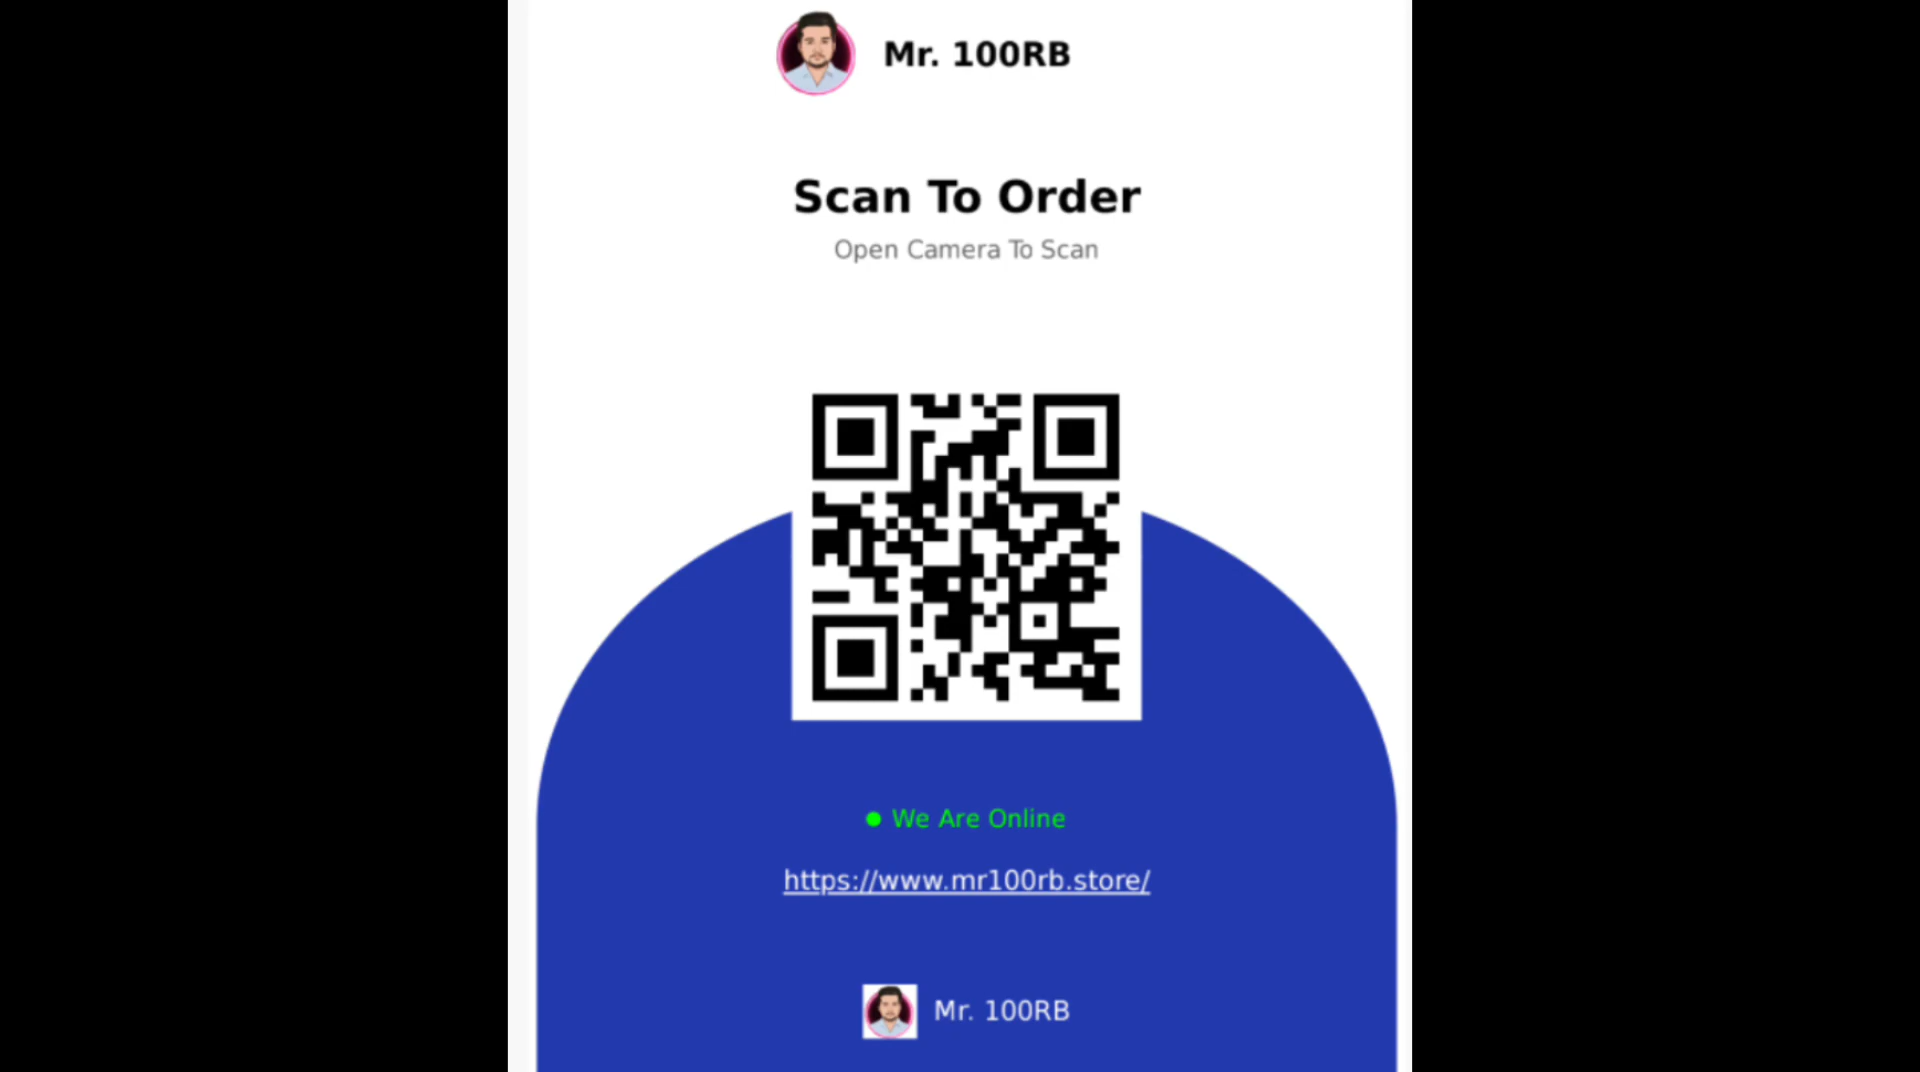 Mr. 100RB
Scan To Order
Open Camera To Scan
We Are Online
https://www.mr100rb.store/
Mr. 100RB